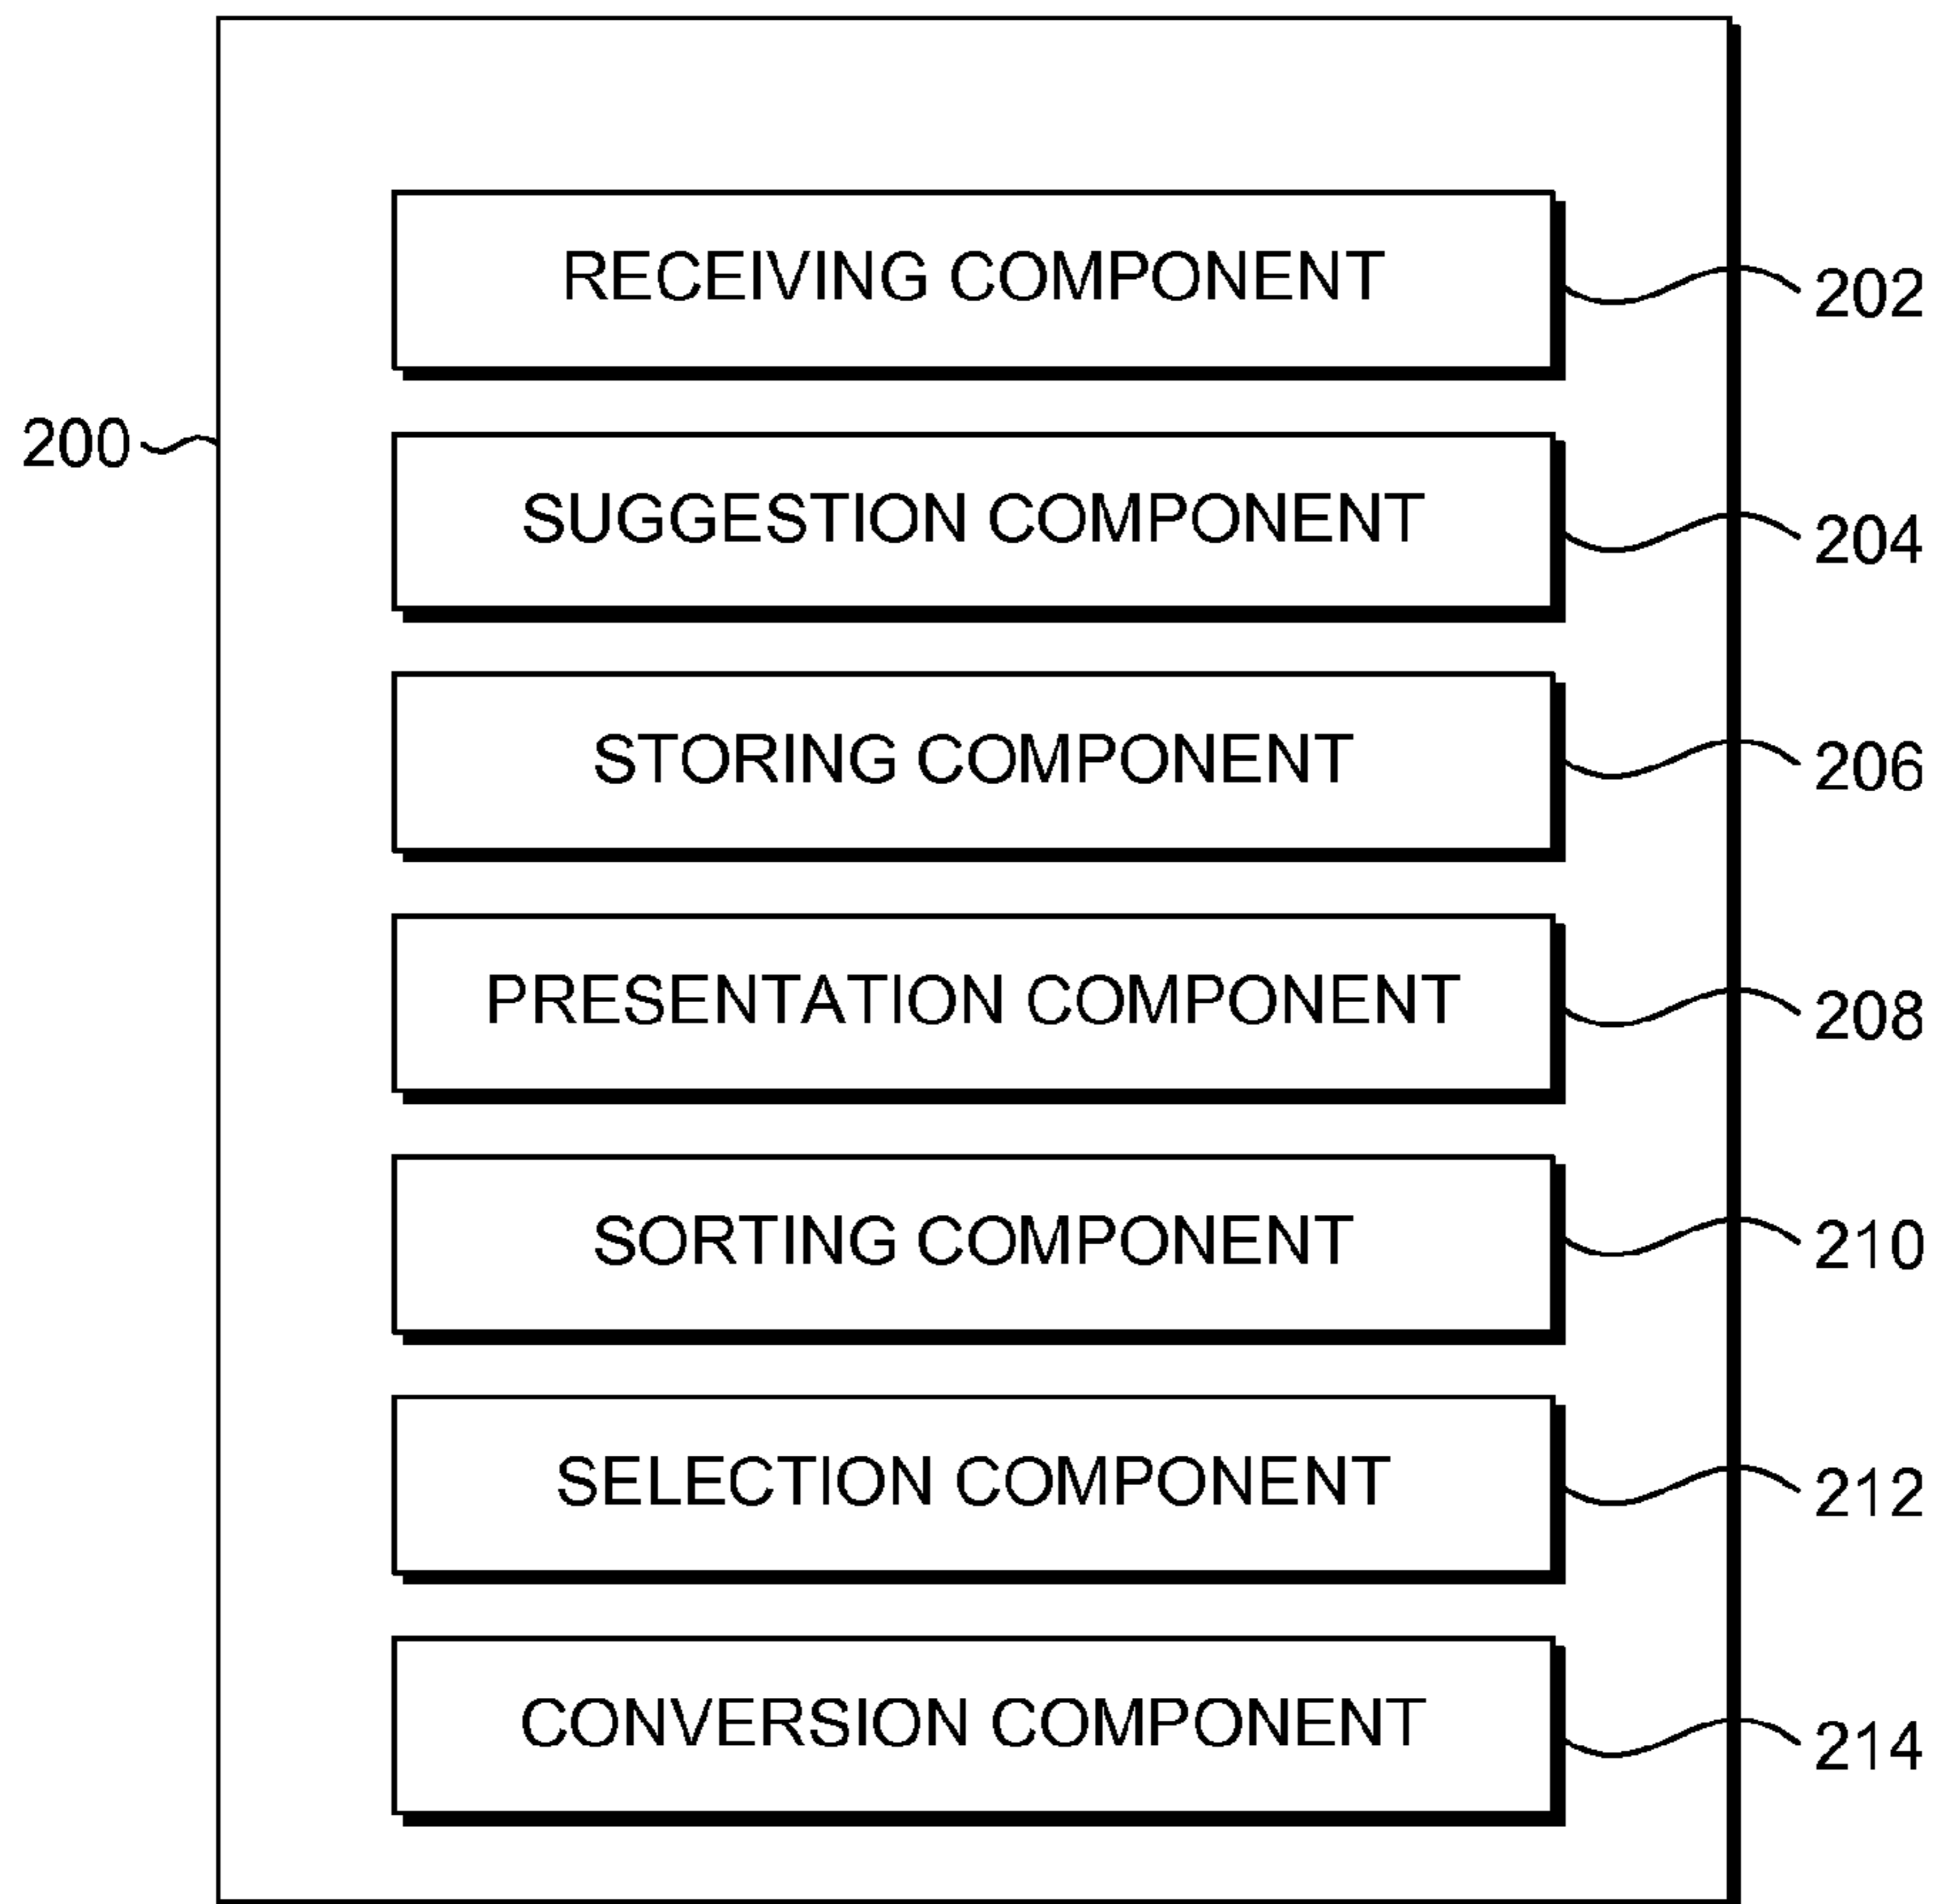 RECEIVING COMPONENT
202
200
SUGGESTION COMPONENT
204
STORING COMPONENT
206
PRESENTATION COMPONENT
208
SORTING COMPONENT
210
SELECTION COMPONENT
212
CONVERSION COMPONENT
214